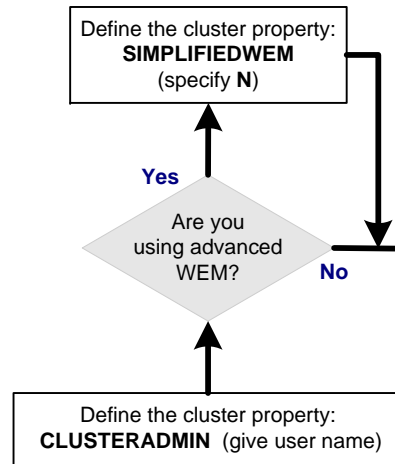 Define the cluster property:
SIMPLIFIEDWEM
(specify N)
Yes
Are you
using advanced
WEM?
No
Define the cluster property:
CLUSTERADMIN (give user name)